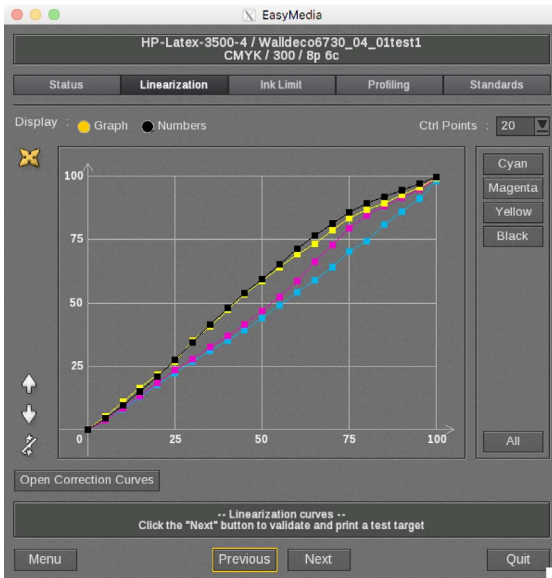 EasyMedia
HP-Latex-3500-4 / Walldeco6730_04_01test1
CMYK / 300 / 8p 6c
Status Linearization Ink Limit Profiling Standards
Display : Graph Numbers Ctrl Points : 20
Cyan
Magenta
Yellow
Black
100
75
50
25
0 25 50 75 100
All
Open Correction Curves
-- Linearization curves --
Click the "Next" button to validate and print a test target
Menu Previous Next Quit